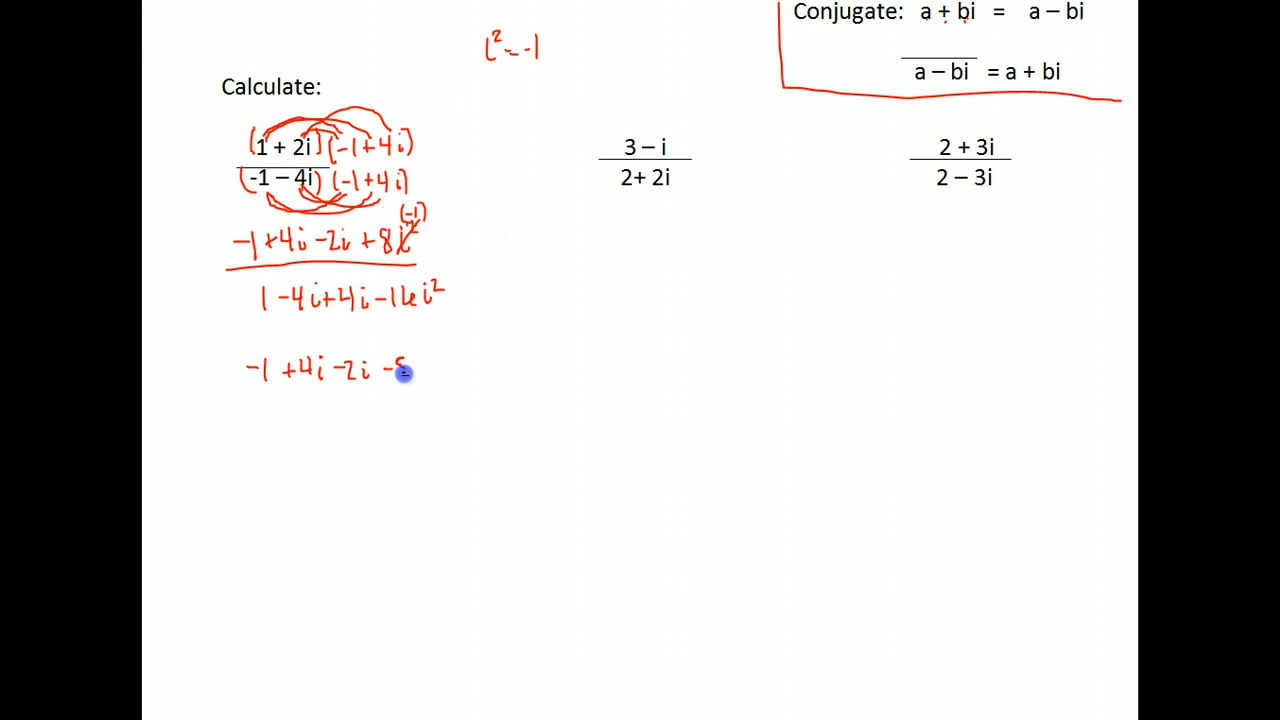 Conjugate: a + bi = a – bi
i² = -1
a – bi = a + bi
Calculate:
(1 + 2i)(-1+4i)
(-1 – 4i)(-1+4i)
3 – i
2+ 2i
2 + 3i
2 – 3i
(-1)
-1 +4i -2i +8i²
1 -4i+4i -16i²
-1 +4i -2i -8